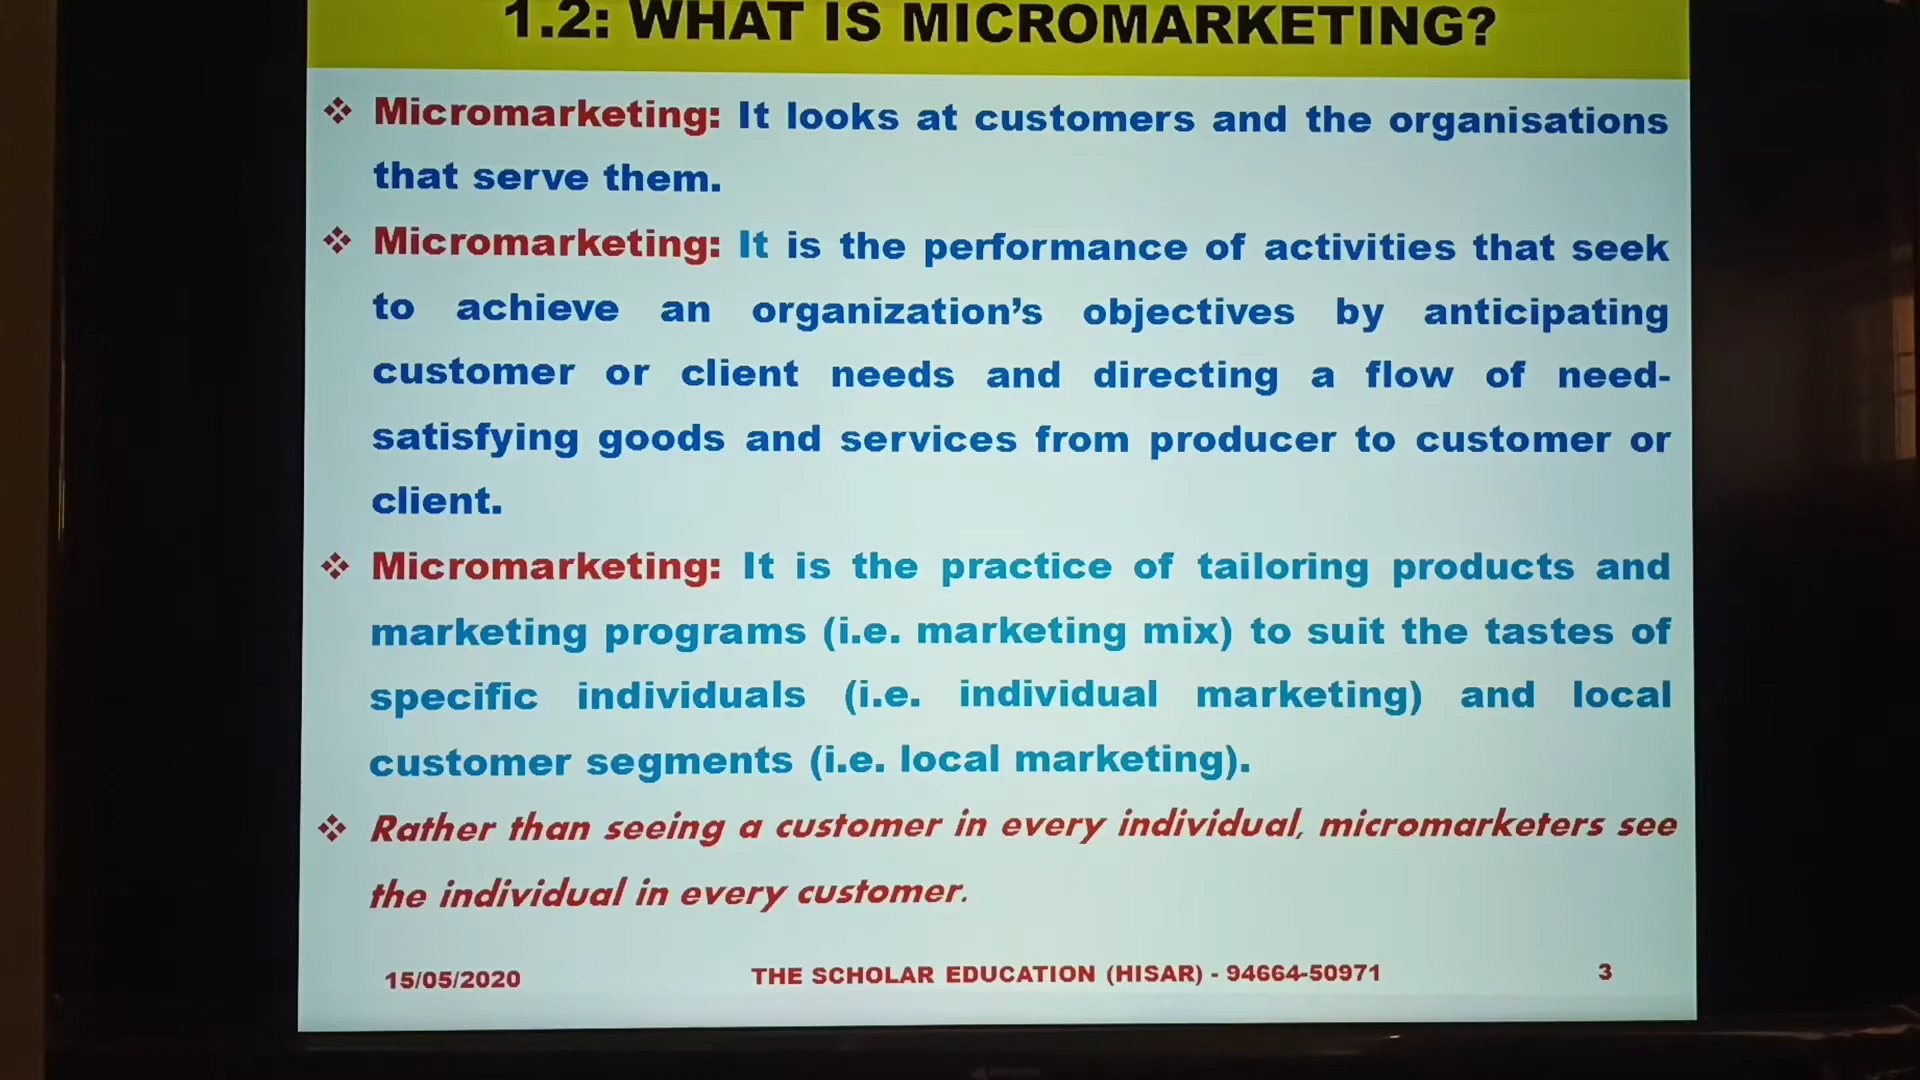 1.2: WHAT IS MICROMARKETING?
❖ Micromarketing: It looks at customers and the organisations
that serve them.
❖ Micromarketing: It is the performance of activities that seek
to achieve an organization's objectives by anticipating
customer or client needs and directing a flow of need-
satisfying goods and services from producer to customer or
client.
❖ Micromarketing: It is the practice of tailoring products and
marketing programs (i.e. marketing mix) to suit the tastes of
specific individuals (i.e. individual marketing) and local
customer segments (i.e. local marketing).
❖ Rather than seeing a customer in every individual, micromarketers see
the individual in every customer.
15/05/2020 THE SCHOLAR EDUCATION (HISAR) - 94664-50971 3